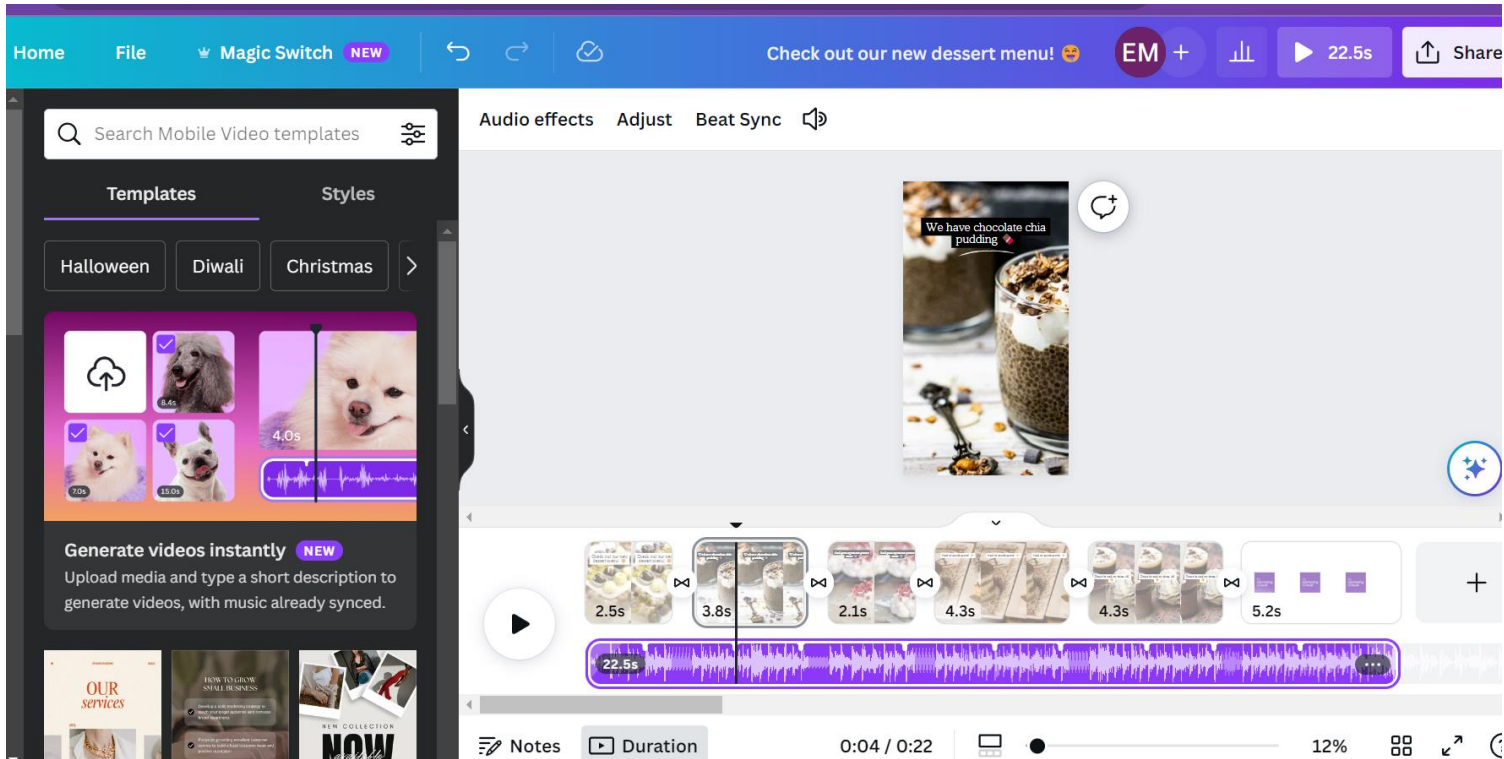 Home File Magic Switch NEW Check out our new dessert menu! 😝 EM + 22.5s Share
Search Mobile Video templates
Templates Styles
Halloween Diwali Christmas
8.4s
4.0s
7.0s 15.0s
Generate videos instantly NEW
Upload media and type a short description to
generate videos, with music already synced.
OUR
services
HOW TO GROW
SMALL BUSINESS
NEW COLLECTION
NOW
available
Audio effects Adjust Beat Sync
We have chocolate chia
pudding 🍫
2.5s 3.8s 2.1s 4.3s 4.3s 5.2s
22.5s
Notes Duration 0:04 / 0:22 12%